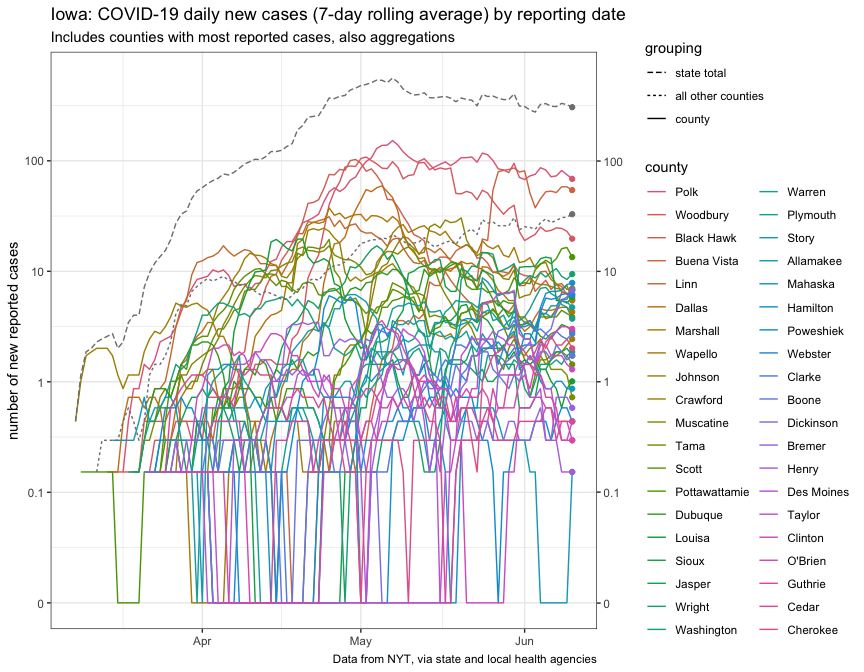 Iowa: COVID-19 daily new cases (7-day rolling average) by reporting date
Includes counties with most reported cases, also aggregations
number of new reported cases
100
10
1
0.1
0
100
10
1
0.1
0
Apr
May
Jun
Data from NYT, via state and local health agencies
grouping
state total
all other counties
county
county
Polk
Woodbury
Black Hawk
Buena Vista
Linn
Dallas
Marshall
Wapello
Johnson
Crawford
Muscatine
Tama
Scott
Pottawattamie
Dubuque
Louisa
Sioux
Jasper
Wright
Washington
Warren
Plymouth
Story
Allamakee
Mahaska
Hamilton
Poweshiek
Webster
Clarke
Boone
Dickinson
Bremer
Henry
Des Moines
Taylor
Clinton
O'Brien
Guthrie
Cedar
Cherokee